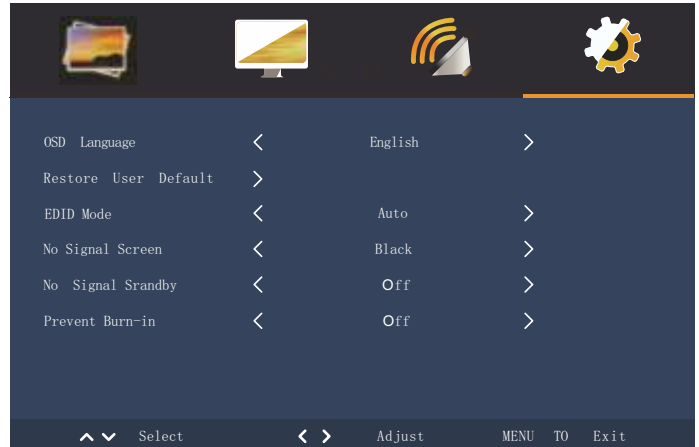 OSD Language < English >
Restore User Default >
EDID Mode < Auto >
No Signal Screen < Black >
No Signal Srandby < Off >
Prevent Burn-in < Off >
Select < > Adjust MENU TO Exit